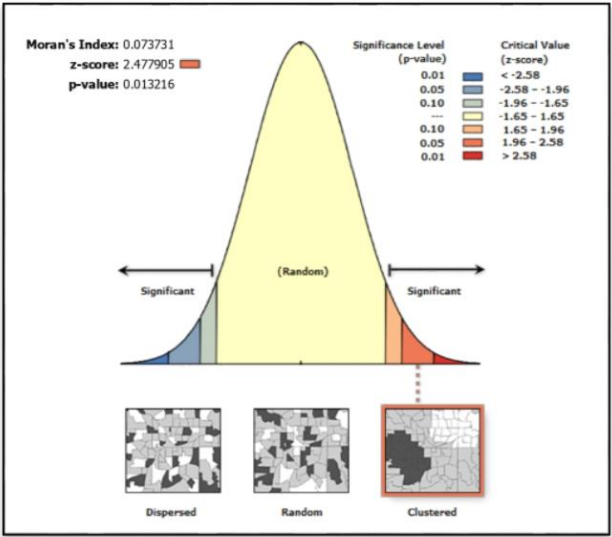 Moran's Index: 0.073731
z-score: 2.477905
p-value: 0.013216
Significance Level
(p-value)
Critical Value
(z-score)
0.01 < -2.58
0.05 -2.58 – -1.96
0.10 -1.96 – -1.65
--- -1.65 – 1.65
0.10 1.65 – 1.96
0.05 1.96 – 2.58
0.01 > 2.58
(Random)
Significant
Significant
Dispersed
Random
Clustered